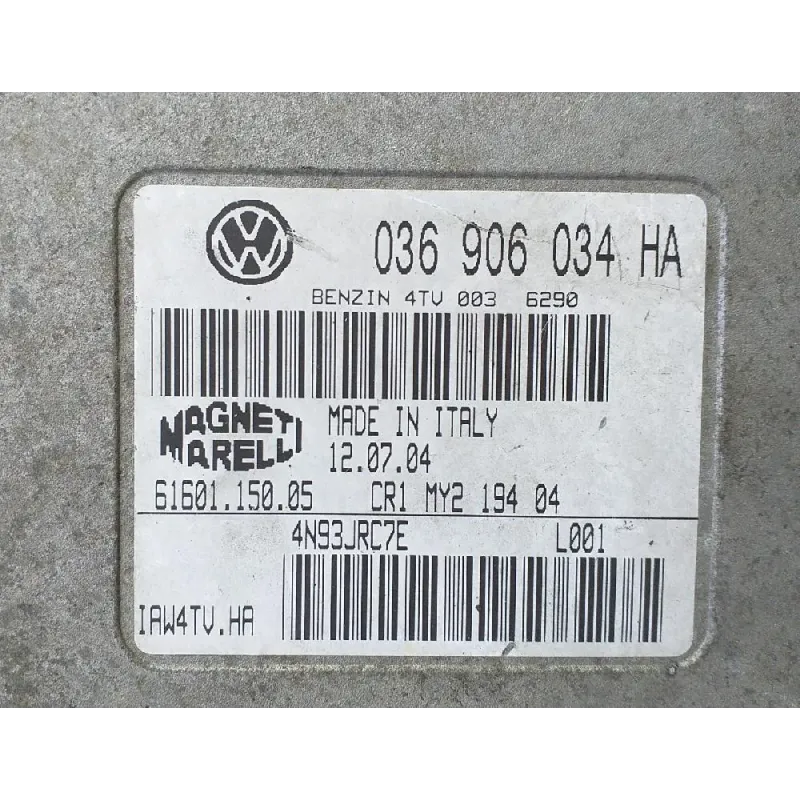 036 906 034 HA
BENZIN 4TV 003 6290
MAGNETI
MARELLI
MADE IN ITALY
12.07.04
61601.150.05 CR1 MY2 194 04
4N93JRC7E L001
IAW4TV.HA